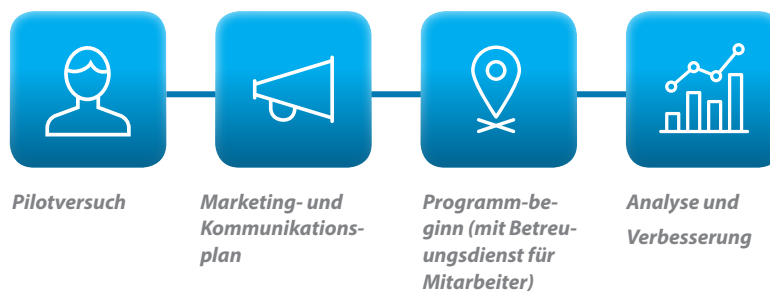 Pilotversuch
Marketing- und
Kommunikations-
plan
Programm-be-
ginn (mit Betreu-
ungsdienst für
Mitarbeiter)
Analyse und
Verbesserung